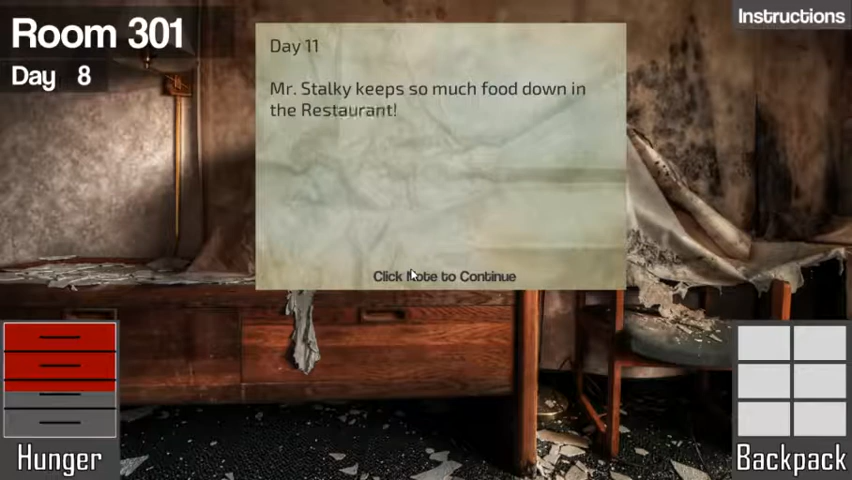 Room 301
Day 8
Instructions
Day 11
Mr. Stalky keeps so much food down in
the Restaurant!
Click Note to Continue
Hunger
Backpack